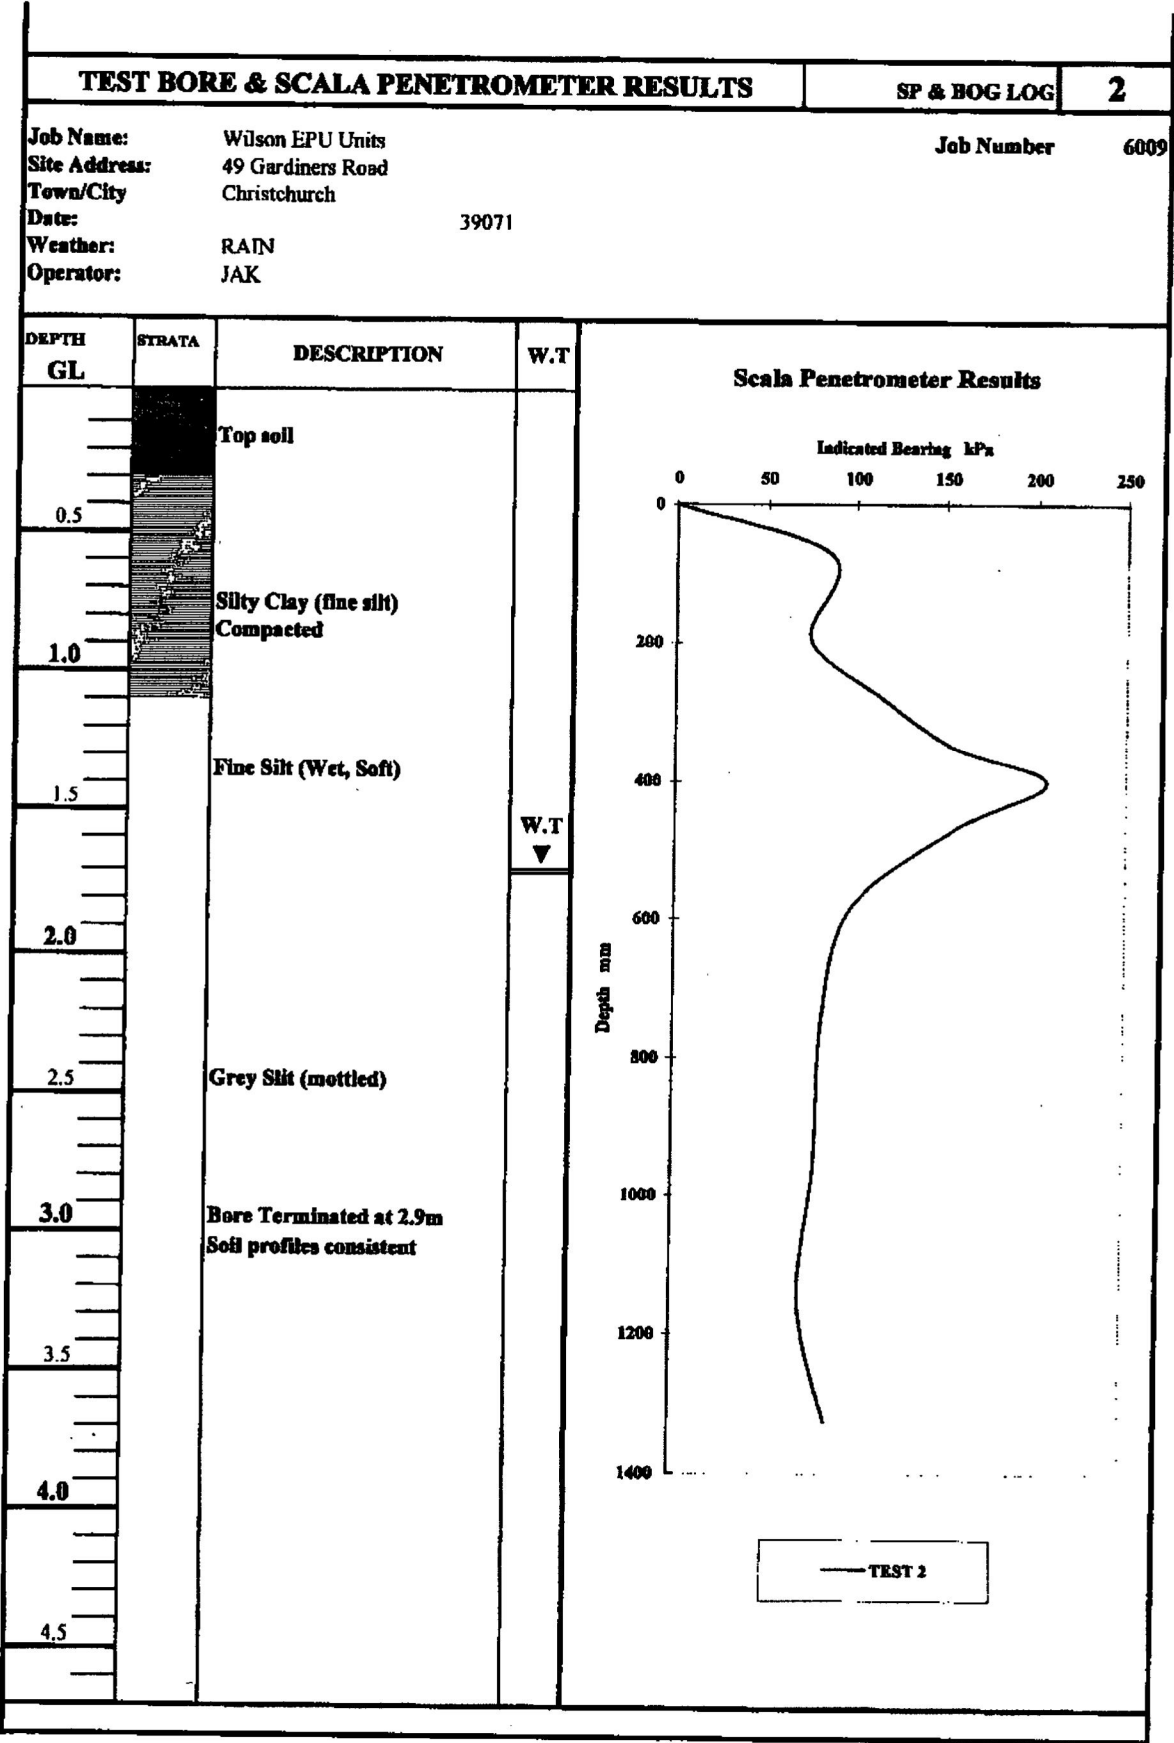 TEST BORE & SCALA PENETROMETER RESULTS SP & BOG LOG 2
Job Name: Wilson EPU Units Job Number 6009
Site Address: 49 Gardiners Road
Town/City Christchurch
Date: 39071
Weather: RAIN
Operator: JAK
DEPTH STRATA DESCRIPTION W.T
GL
Top soil
0.5
Silty Clay (fine silt)
Compacted
1.0
Fine Silt (Wet, Soft)
1.5
W.T
2.0
2.5 Grey Slit (mottled)
3.0 Bore Terminated at 2.9m
Soil profiles consistent
3.5
4.0
4.5
Scala Penetrometer Results
Indicated Bearing kPa
0 50 100 150 200 250
0
200
400
600
Depth mm
800
1000
1200
1400
TEST 2